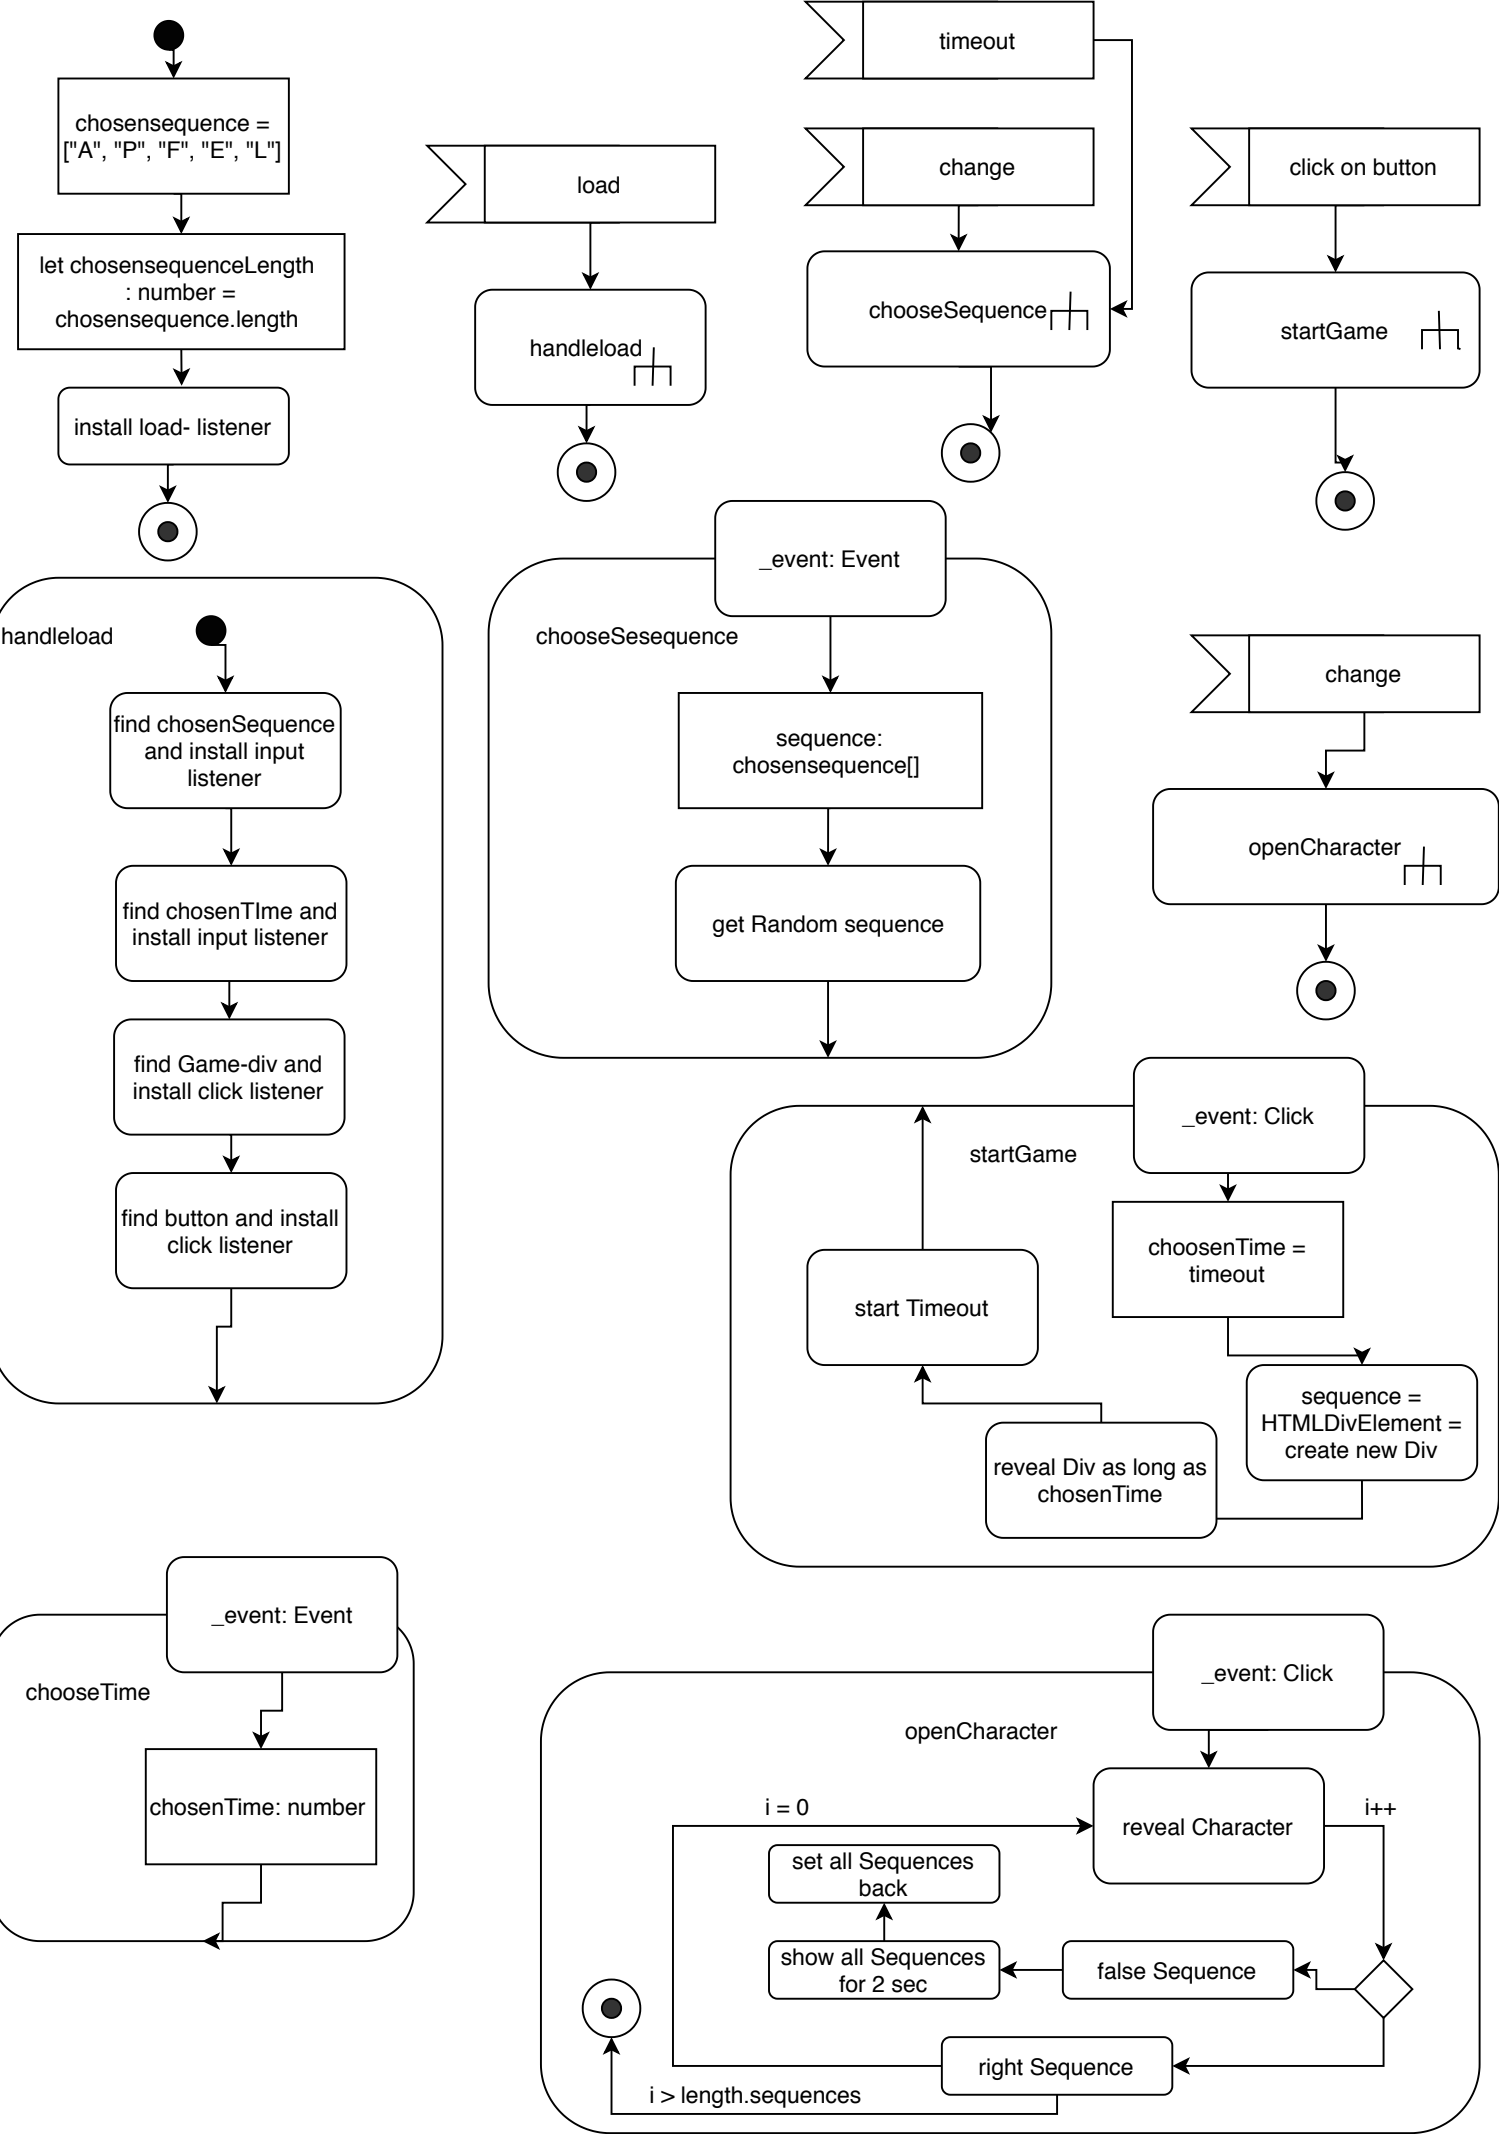 chosensequence =
["A", "P", "F", "E", "L"]
let chosensequenceLength
: number =
chosensequence.length
install load- listener
load
handleload
timeout
change
chooseSequence
click on button
startGame
handleload
find chosenSequence
and install input
listener
find chosenTIme and
install input listener
find Game-div and
install click listener
find button and install
click listener
_event: Event
chooseSesequence
sequence:
chosensequence[]
get Random sequence
change
openCharacter
_event: Click
startGame
choosenTime =
timeout
sequence =
HTMLDivElement =
create new Div
reveal Div as long as
chosenTime
start Timeout
_event: Event
chooseTime
chosenTime: number
_event: Click
openCharacter
reveal Character
i = 0
i++
set all Sequences
back
show all Sequences
for 2 sec
false Sequence
right Sequence
i > length.sequences